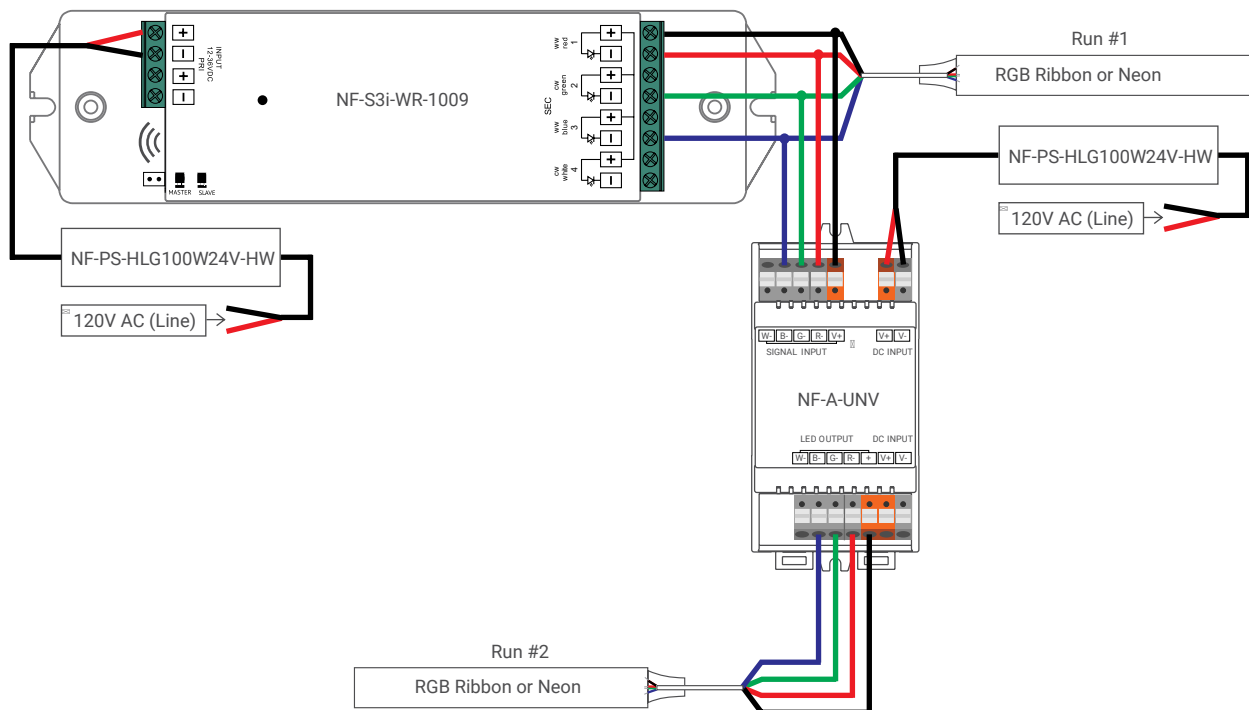 +
−
+
−
INPUT
12-36VDC
PRI
NF-S3i-WR-1009
MASTER
SLAVE
SEC
ww
red
1
+
−
cw
green
2
+
−
ww
blue
3
+
−
cw
white
4
+
−
Run #1
RGB Ribbon or Neon
NF-PS-HLG100W24V-HW
120V AC (Line)
NF-PS-HLG100W24V-HW
120V AC (Line)
W- B- G- R- V+ V+ V-
SIGNAL INPUT DC INPUT
NF-A-UNV
LED OUTPUT DC INPUT
W- B- G- R- + V+ V-
Run #2
RGB Ribbon or Neon